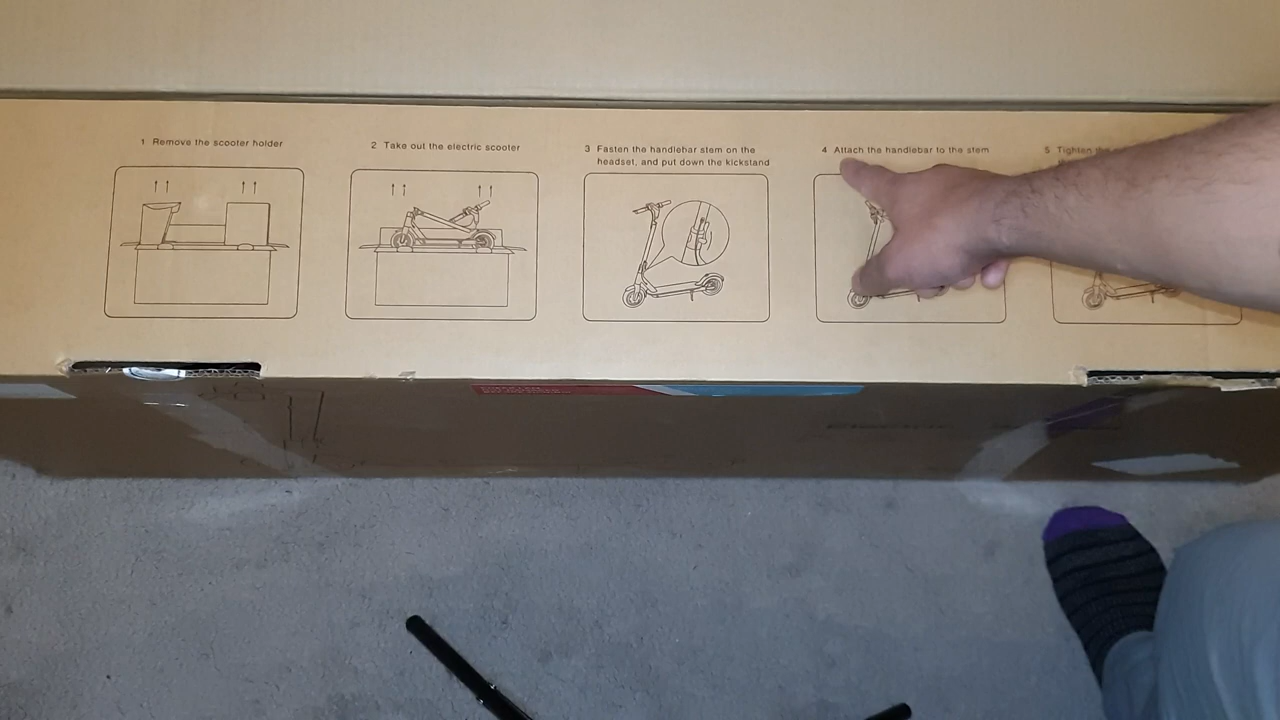 1 Remove the scooter holder
2 Take out the electric scooter
3 Fasten the handlebar stem on the
headset, and put down the kickstand
4 Attach the handlebar to the stem
5 Tighten the